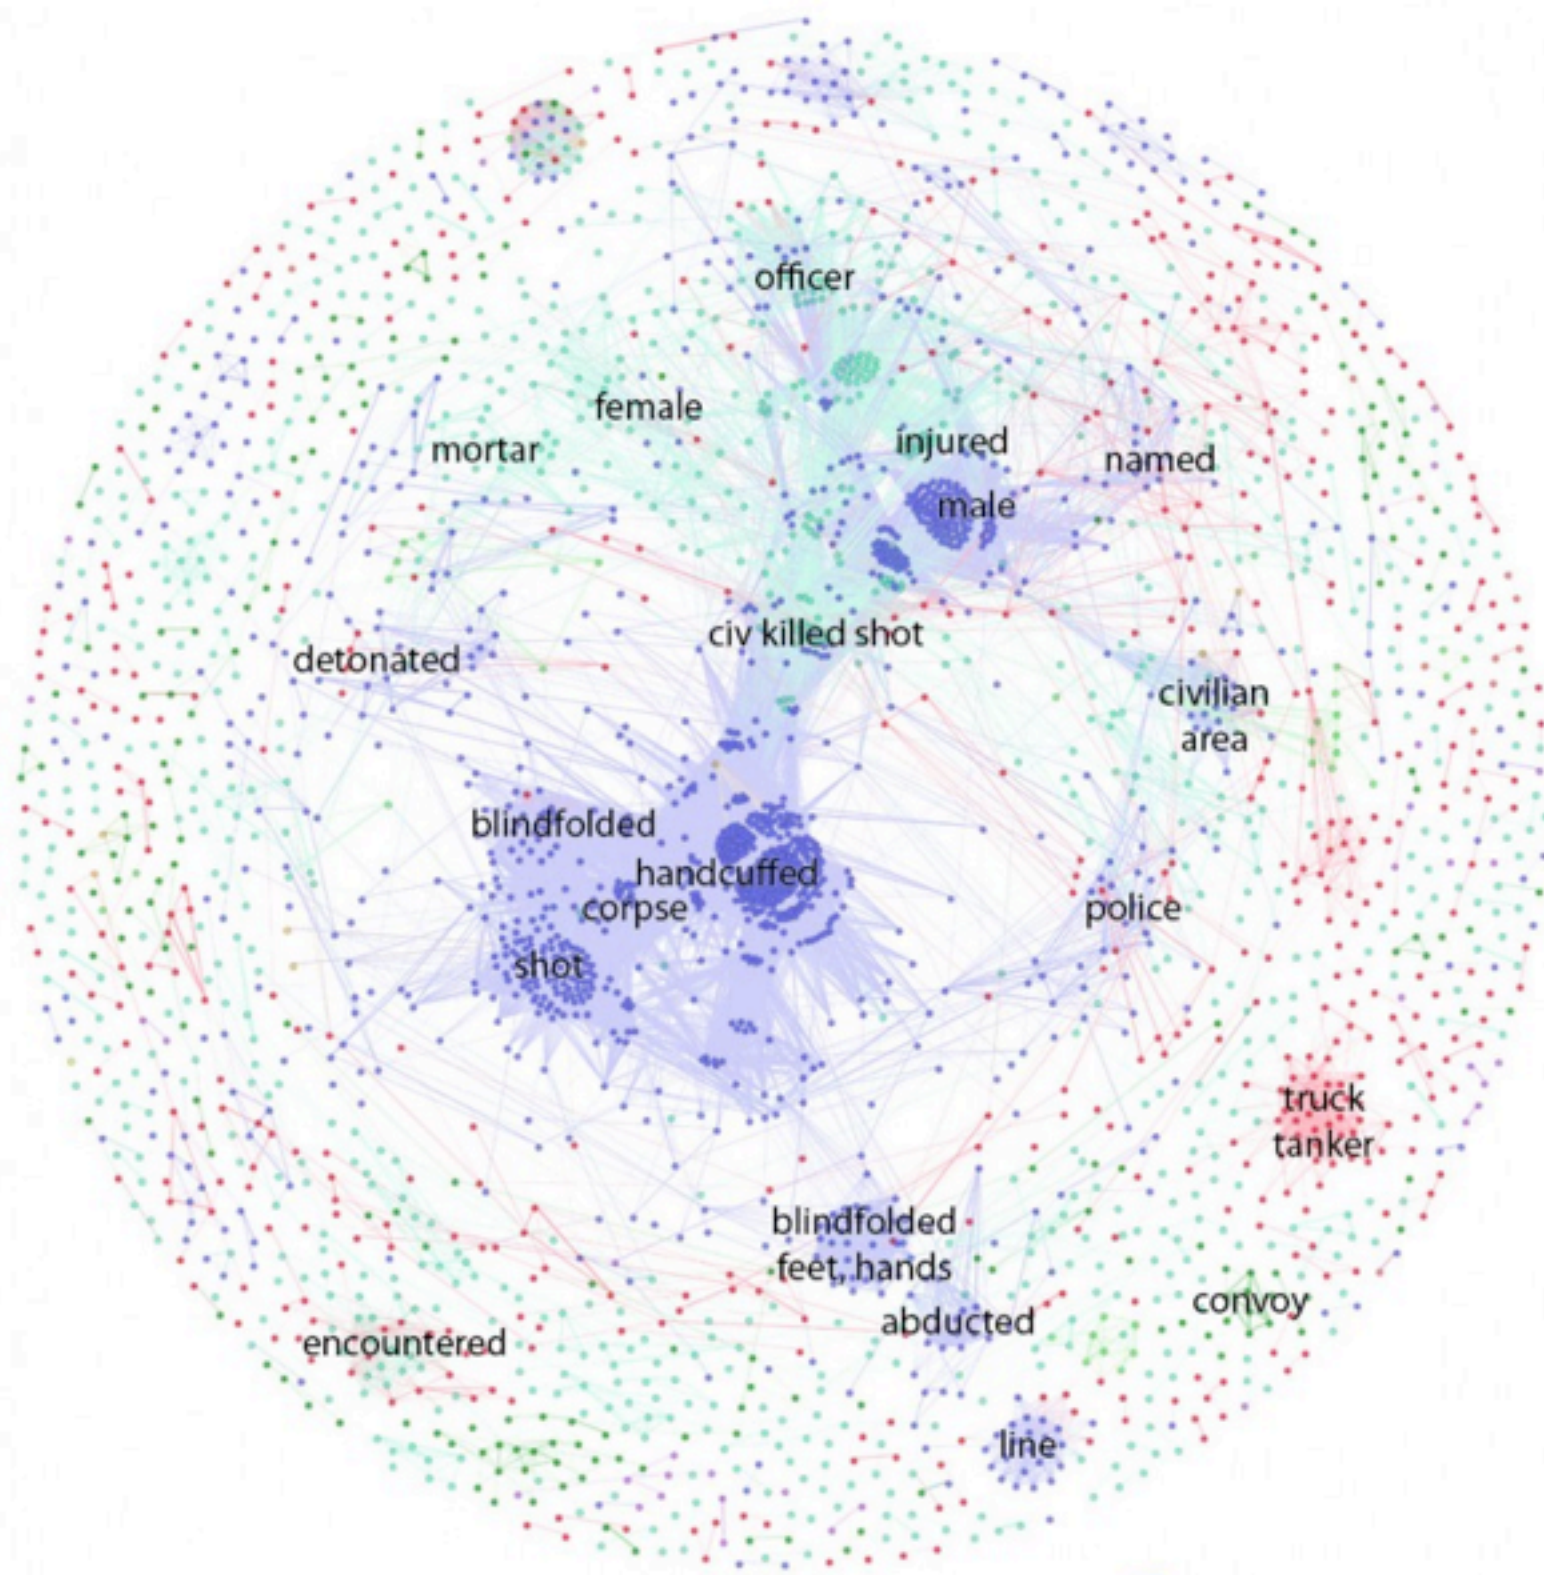 officer
female
mortar
injured
named
male
civ killed shot
detonated
civilian
area
blindfolded
handcuffed
corpse
police
shot
truck
tanker
blindfolded
feet, hands
convoy
abducted
encountered
line